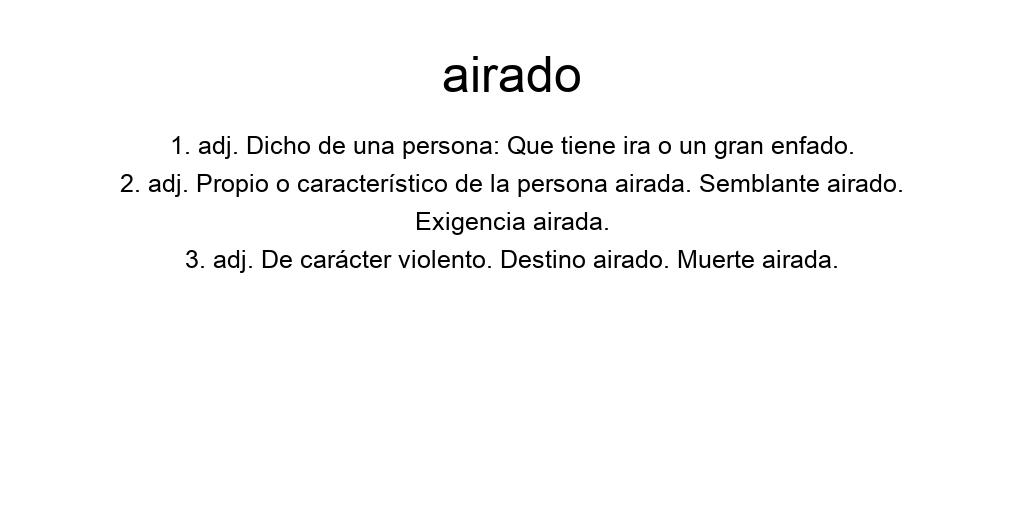 airado
1. adj. Dicho de una persona: Que tiene ira o un gran enfado.
2. adj. Propio o característico de la persona airada. Semblante airado.
Exigencia airada.
3. adj. De carácter violento. Destino airado. Muerte airada.